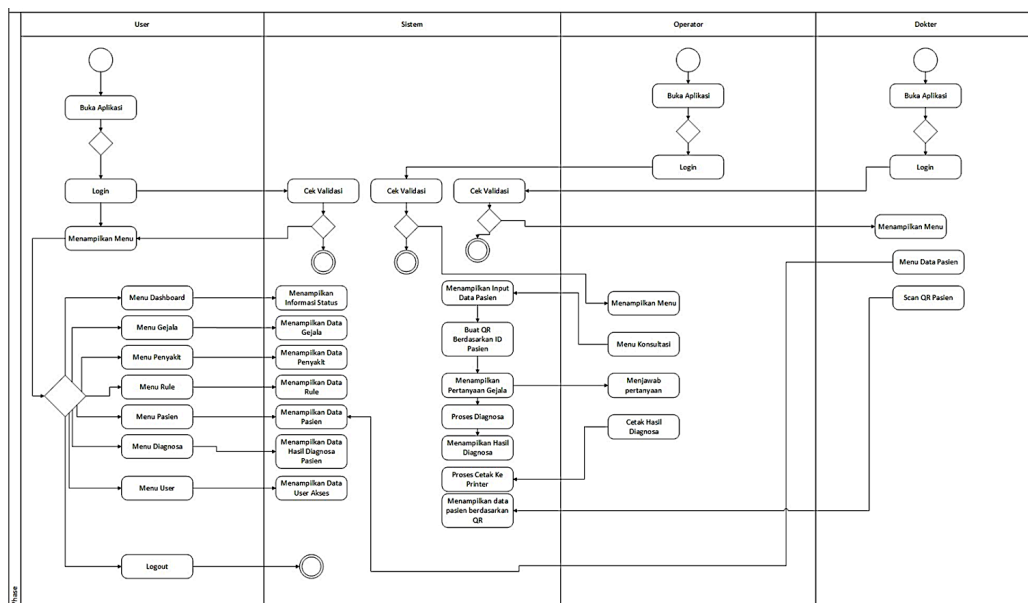 User
Sistem
Operator
Dokter
Buka Aplikasi
Login
Menampilkan Menu
Menu Dashboard
Menu Gejala
Menu Penyakit
Menu Rule
Menu Pasien
Menu Diagnosa
Menu User
Logout
Cek Validasi
Cek Validasi
Cek Validasi
Menampilkan
Informasi Status
Menampilkan Data
Gejala
Menampilkan Data
Penyakit
Menampilkan Data
Rule
Menampilkan Data
Pasien
Menampilkan Data
Hasil Diagnosa
Pasien
Menampilkan Data
User Akses
Menampilkan Input
Data Pasien
Buat QR
Berdasarkan ID
Pasien
Menampilkan
Pertanyaan Gejala
Proses Diagnosa
Menampilkan Hasil
Diagnosa
Proses Cetak Ke
Printer
Menampilkan data
pasien berdasarkan
QR
Buka Aplikasi
Login
Menampilkan Menu
Menu Konsultasi
Menjawab
pertanyaan
Cetak Hasil
Diagnosa
Buka Aplikasi
Login
Menampilkan Menu
Menu Data Pasien
Scan QR Pasien
Phase